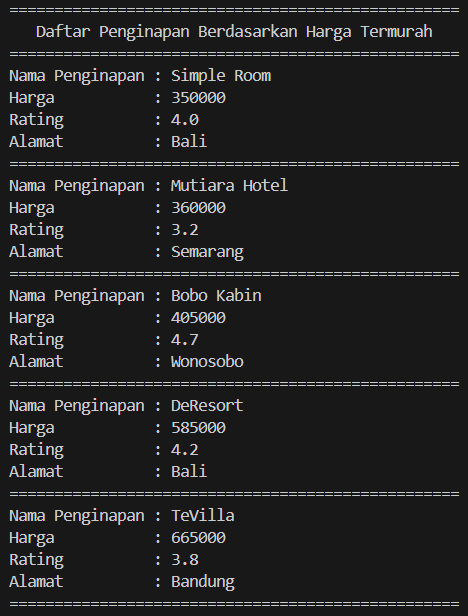 ==================================================
Daftar Penginapan Berdasarkan Harga Termurah
==================================================
Nama Penginapan : Simple Room
Harga           : 350000
Rating          : 4.0
Alamat          : Bali
==================================================
Nama Penginapan : Mutiara Hotel
Harga           : 360000
Rating          : 3.2
Alamat          : Semarang
==================================================
Nama Penginapan : Bobo Kabin
Harga           : 405000
Rating          : 4.7
Alamat          : Wonosobo
==================================================
Nama Penginapan : DeResort
Harga           : 585000
Rating          : 4.2
Alamat          : Bali
==================================================
Nama Penginapan : TeVilla
Harga           : 665000
Rating          : 3.8
Alamat          : Bandung
==================================================